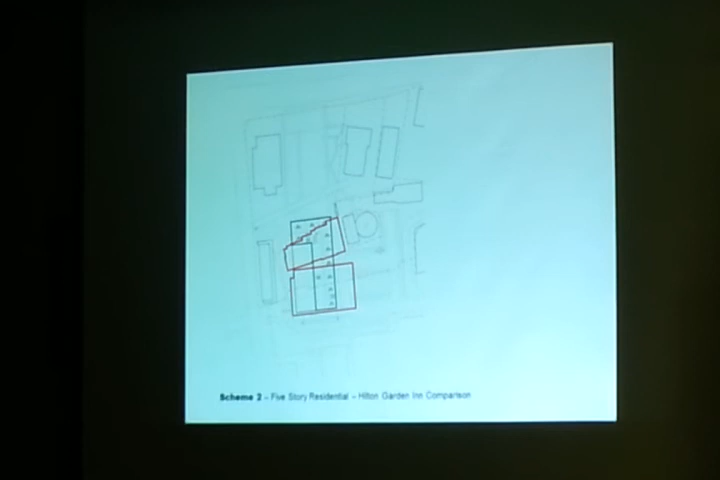 Scheme 2 – Five Story Residential – Hilton Garden Inn Comparison